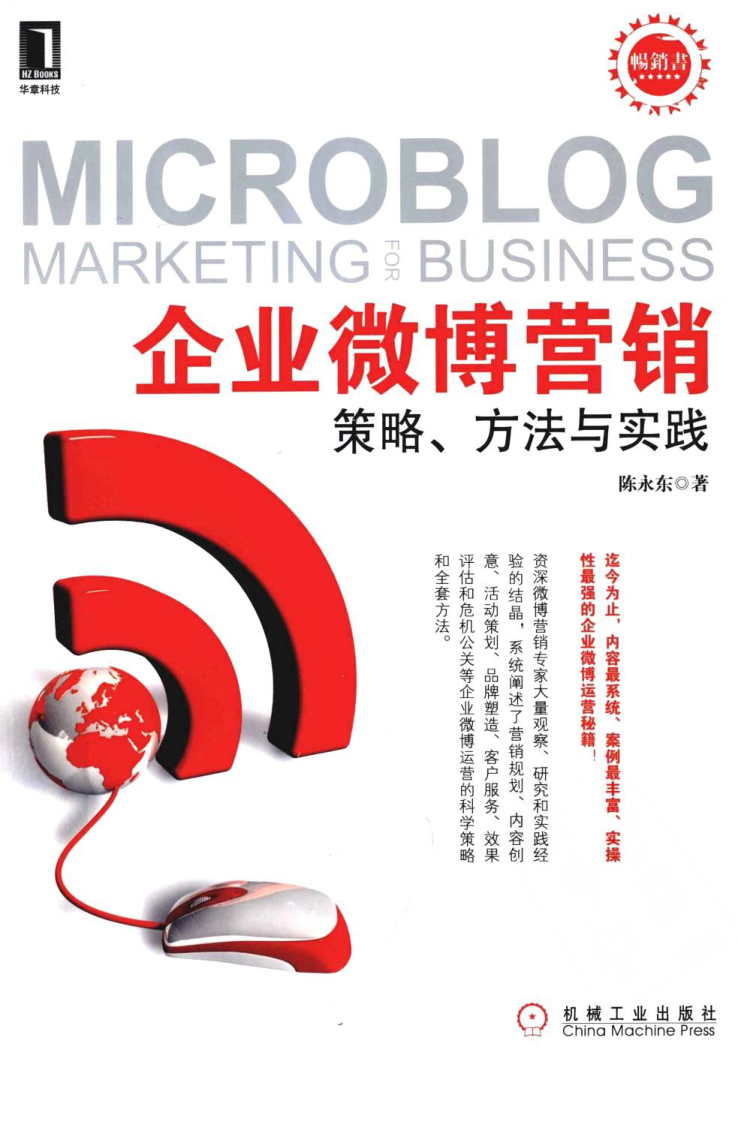 HZ BOOKS
华章科技
暢銷書
MICROBLOG
MARKETING FOR BUSINESS
企业微博营销
策略、方法与实践
陈永东◎著
迄今为止，内容最系统、案例最丰富、实操
性最强的企业微博运营秘籍！
资深微博营销专家大量观察、研究和实践经
验的结晶，系统阐述了营销规划、内容创
意、活动策划、品牌塑造、客户服务、效果
评估和危机公关等企业微博运营的科学策略
和全套方法。
机械工业出版社
China Machine Press